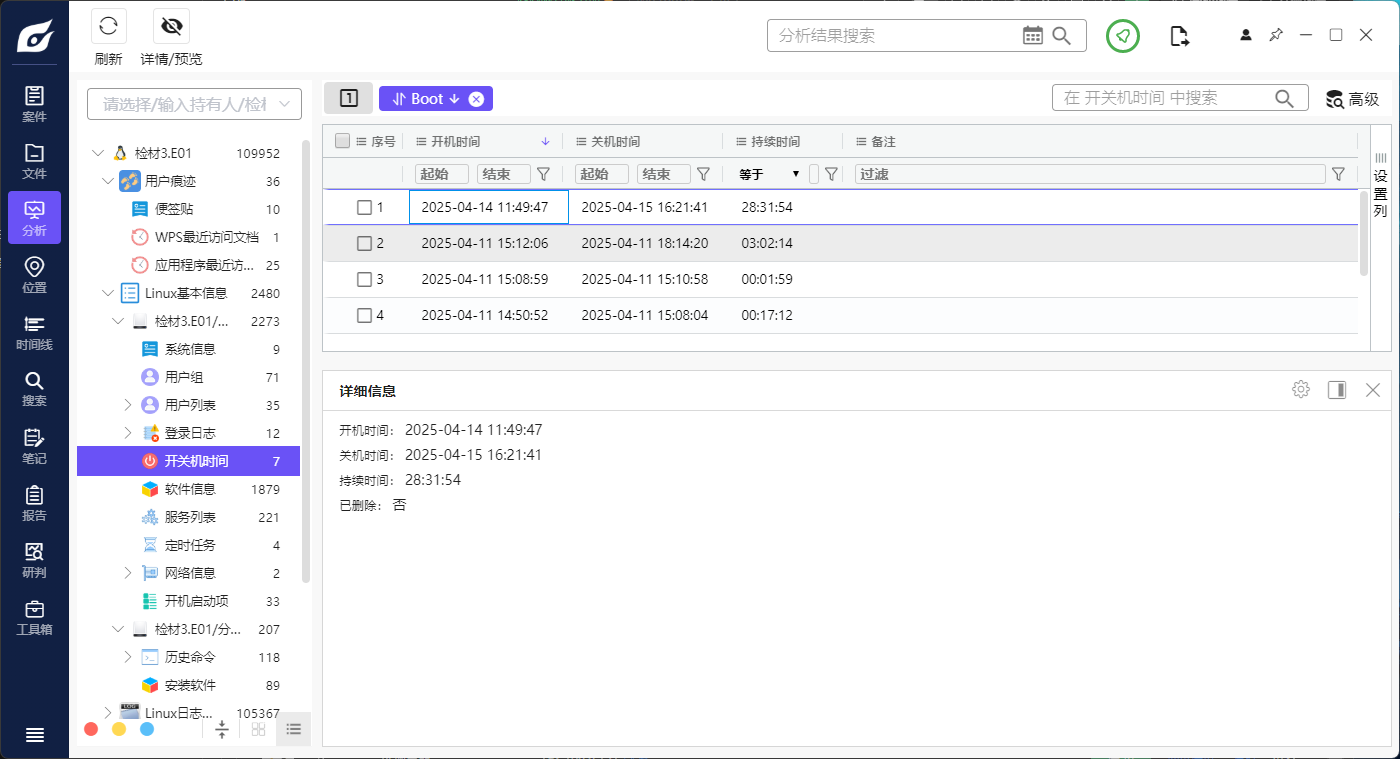 刷新
详情/预览
分析结果搜索
案件
文件
分析
位置
时间线
搜索
笔记
报告
研判
工具箱
请选择/输入持有人/检
检材3.E01 109952
用户痕迹 36
便签贴 10
WPS最近访问文档 1
应用程序最近访... 25
Linux基本信息 2480
检材3.E01/... 2273
系统信息 9
用户组 71
用户列表 35
登录日志 12
开关机时间 7
软件信息 1879
服务列表 221
定时任务 4
网络信息 2
开机启动项 33
检材3.E01/分... 207
历史命令 118
安装软件 89
Linux日志... 105367
1 Boot
在 开关机时间 中搜索
高级
序号 开机时间 关机时间 持续时间 备注
起始 结束 起始 结束 等于 过滤
1 2025-04-14 11:49:47 2025-04-15 16:21:41 28:31:54
2 2025-04-11 15:12:06 2025-04-11 18:14:20 03:02:14
3 2025-04-11 15:08:59 2025-04-11 15:10:58 00:01:59
4 2025-04-11 14:50:52 2025-04-11 15:08:04 00:17:12
设置列
详细信息
开机时间: 2025-04-14 11:49:47
关机时间: 2025-04-15 16:21:41
持续时间: 28:31:54
已删除: 否